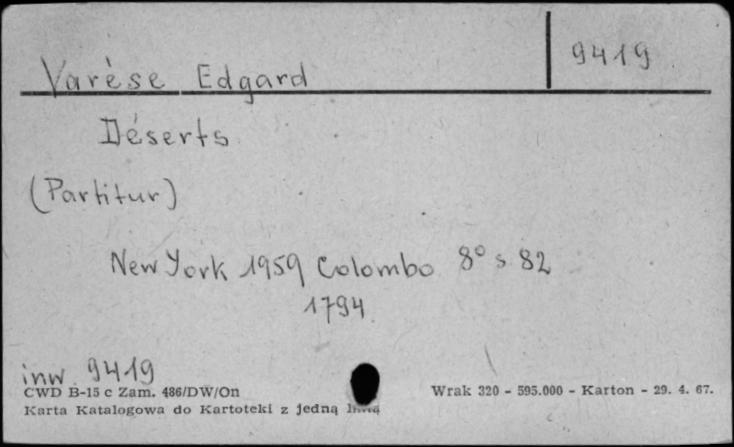 Varèse Edgard 9419
Déserts
(Partitur)
New York 1959 Colombo 8° s 82
1794
inw. 9419
CWD B-15 c Zam. 486/DW/On Wrak 320 - 595.000 - Karton - 29. 4. 67.
Karta Katalogowa do Kartoteki z jedną linią